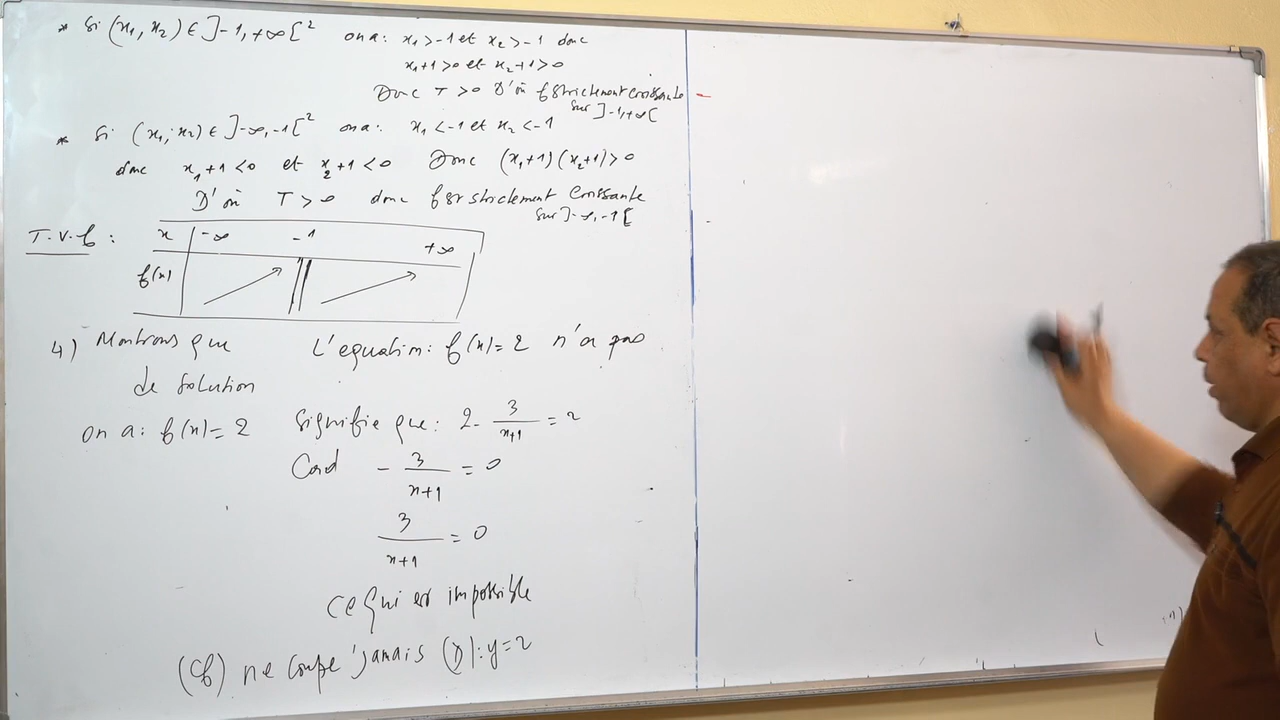 * Si (x₁, x₂) ∈ ]-1, +∞[² on a: x₁>-1 et x₂>-1 donc
x₁+1>0 et x₂+1>0
Donc T>0 D'où f strictement croissante
sur ]-1,+∞[
* Si (x₁; x₂) ∈ ]-∞,-1[² on a: x₁<-1 et x₂<-1
donc x₁+1<0 et x₂+1<0 Donc (x₁+1)(x₂+1)>0
D'où T>0 donc f est strictement Croissante
sur ]-∞,-1[
T.V.f : x -∞ -1 +∞
f(x)
4) Montrons que L'equation: f(x)=2 n'a pas
de solution
on a: f(x)=2 Signifie que: 2-3/(x+1)=2
Cad -3/(x+1)=0
3/(x+1)=0
ce qui est impossible
(Cf) ne coupe jamais (D):y=2